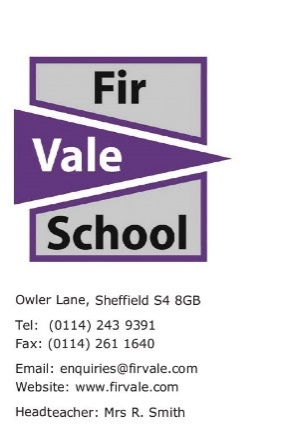 Fir
Vale
School
Owler Lane, Sheffield S4 8GB
Tel: (0114) 243 9391
Fax: (0114) 261 1640
Email: enquiries@firvale.com
Website: www.firvale.com
Headteacher: Mrs R. Smith